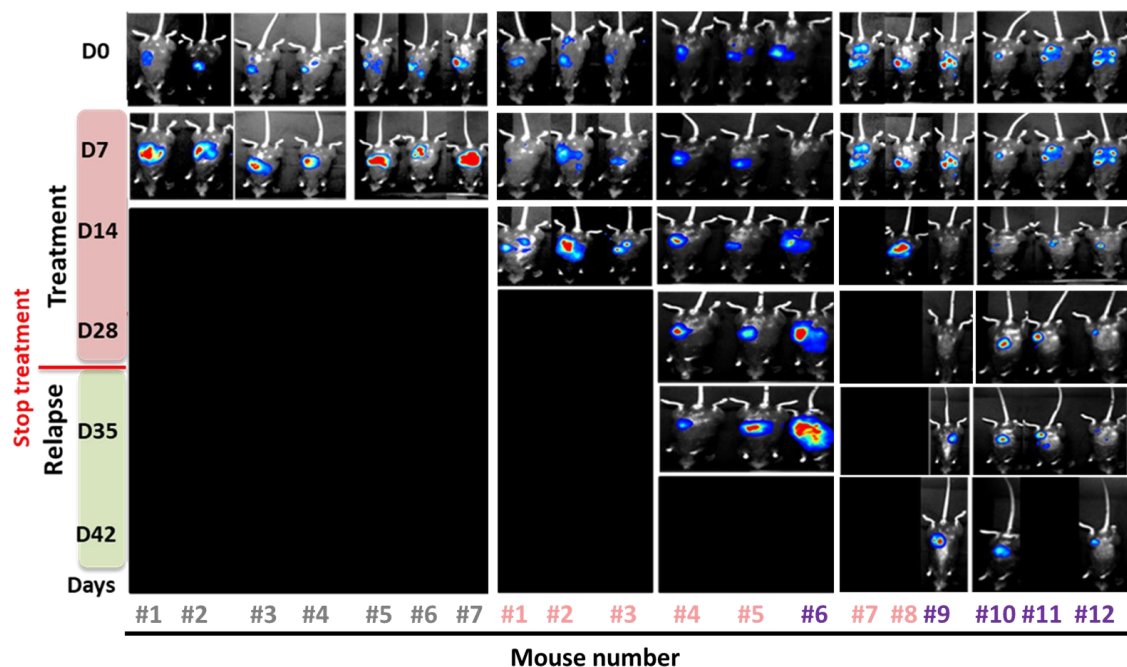 D0
D7
D14
D28
D35
D42
Days
Treatment
Stop treatment
Relapse
#1 #2 #3 #4 #5 #6 #7 #1 #2 #3 #4 #5 #6 #7 #8 #9 #10 #11 #12
Mouse number